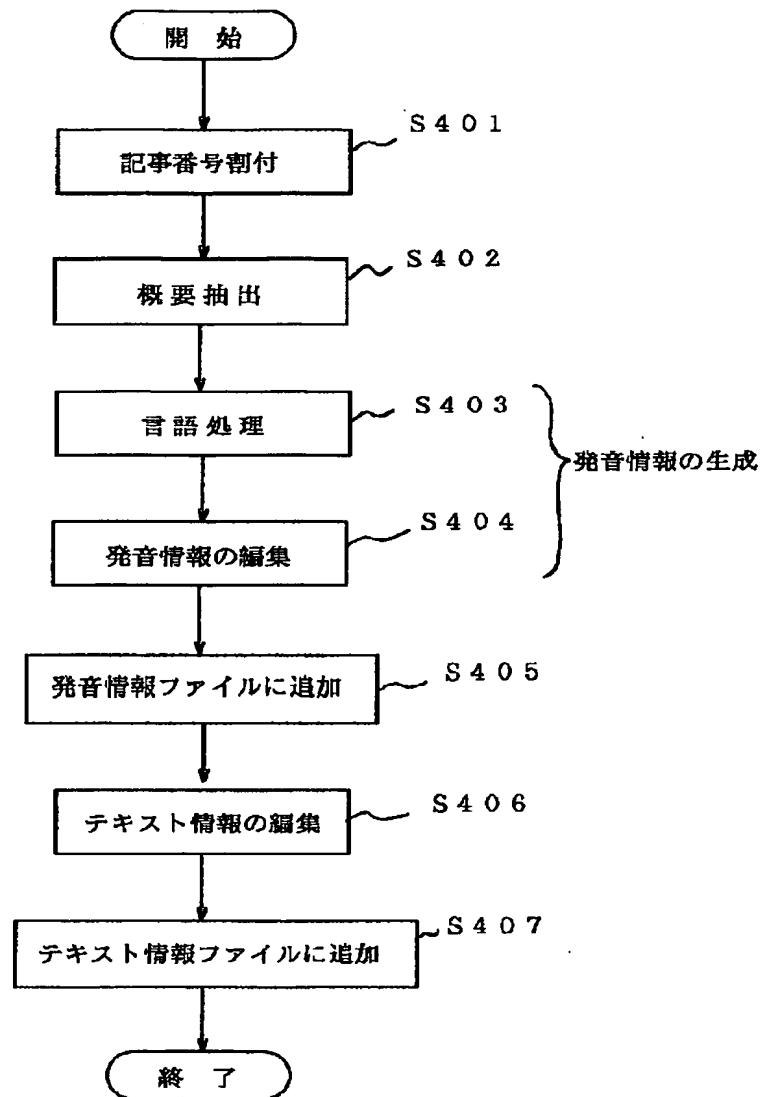 開 始
S401
記事番号割付
S402
概要抽出
S403
言語処理
発音情報の生成
S404
発音情報の編集
S405
発音情報ファイルに追加
S406
テキスト情報の編集
S407
テキスト情報ファイルに追加
終 了